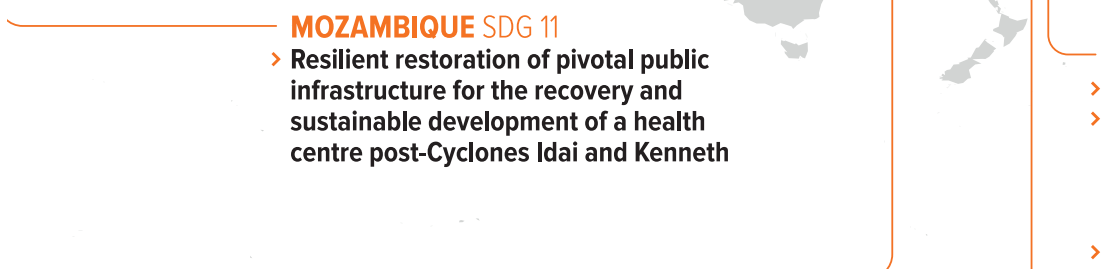 MOZAMBIQUE SDG 11
> Resilient restoration of pivotal public
infrastructure for the recovery and
sustainable development of a health
centre post-Cyclones Idai and Kenneth